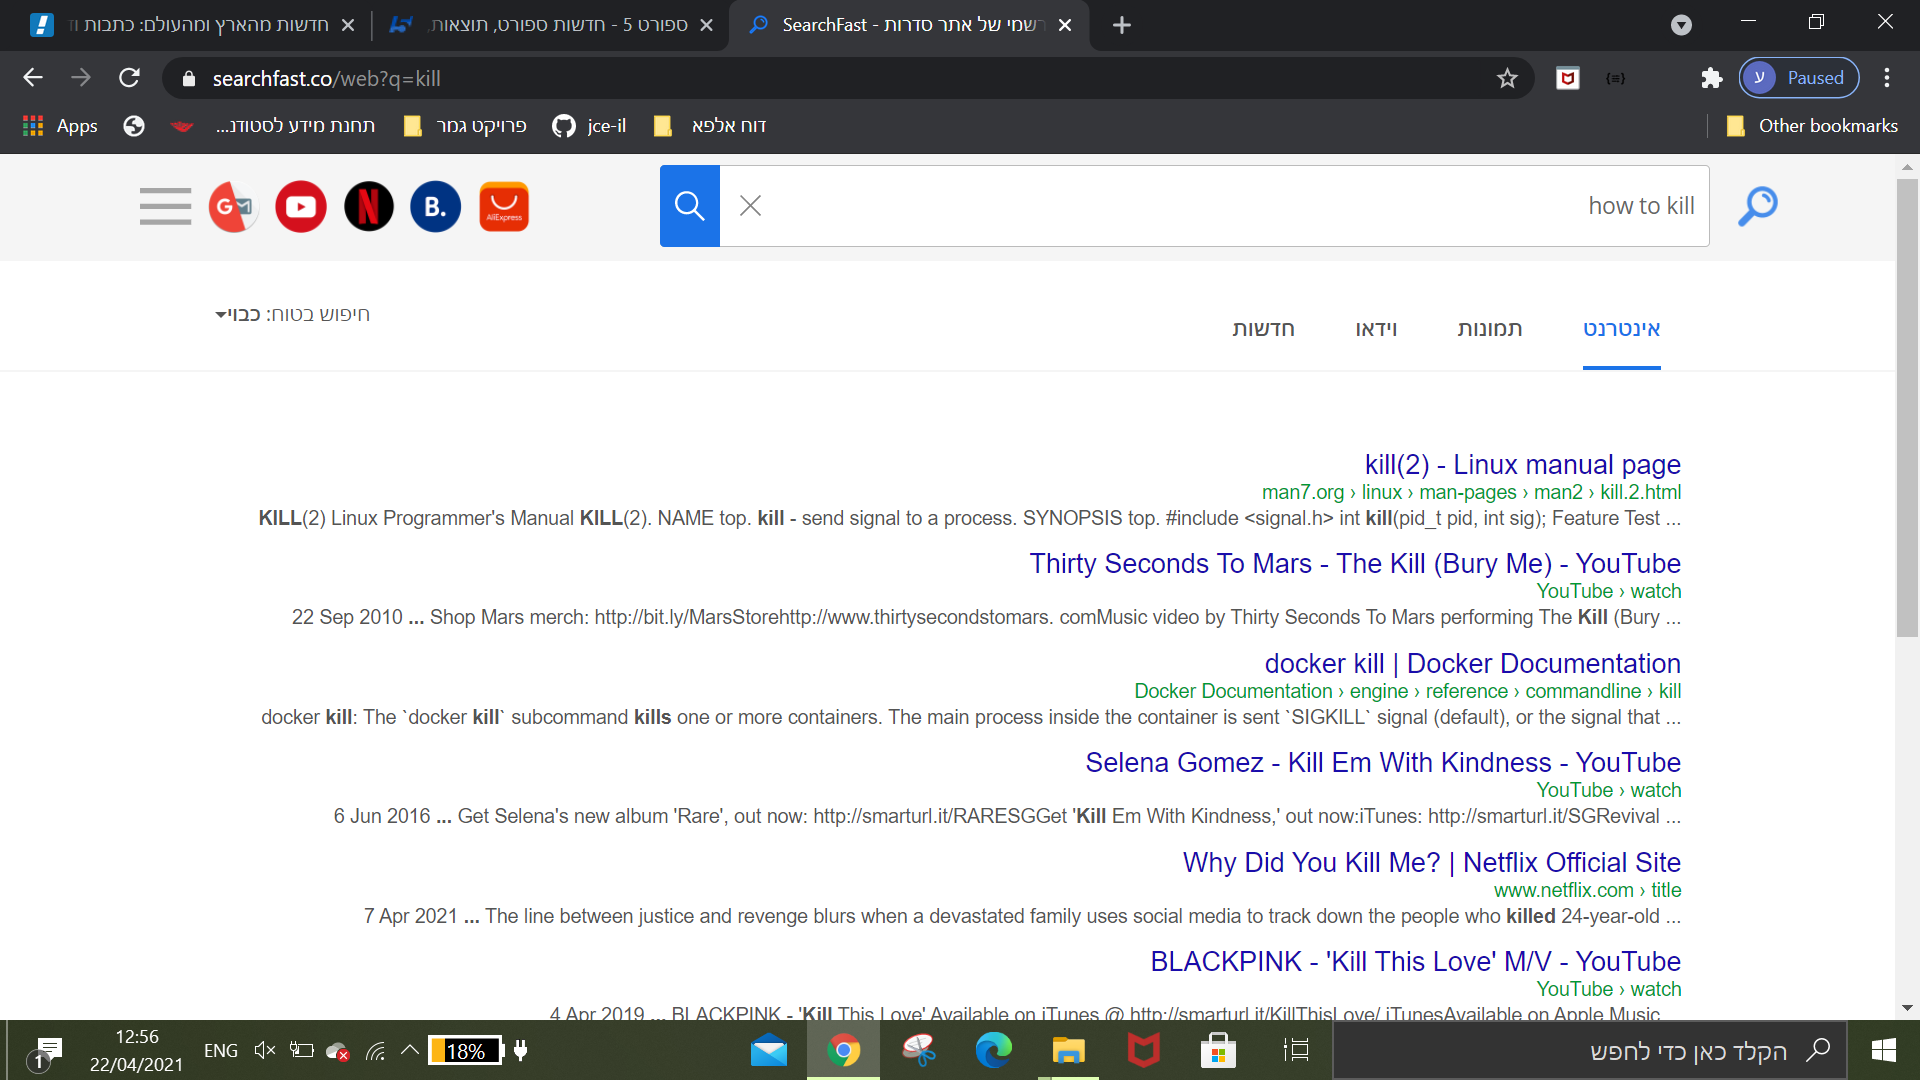 חדשות מהארץ ומהעולם: כתבות
ספורט 5 - חדשות ספורט, תוצאות,
SearchFast - רשמי של אתר סדרות
searchfast.co/web?q=kill
Paused
ע
Apps
תחנת מידע לסטודנ...
פרויקט גמר
jce-il
דוח אלפא
Other bookmarks
G M
N
B.
AliExpress
how to kill
חיפוש בטוח: כבוי
אינטרנט
תמונות
וידאו
חדשות
kill(2) - Linux manual page
man7.org › linux › man-pages › man2 › kill.2.html
KILL(2) Linux Programmer's Manual KILL(2). NAME top. kill - send signal to a process. SYNOPSIS top. #include <signal.h> int kill(pid_t pid, int sig); Feature Test ...
Thirty Seconds To Mars - The Kill (Bury Me) - YouTube
YouTube › watch
22 Sep 2010 ... Shop Mars merch: http://bit.ly/MarsStorehttp://www.thirtysecondstomars. comMusic video by Thirty Seconds To Mars performing The Kill (Bury ...
docker kill | Docker Documentation
Docker Documentation › engine › reference › commandline › kill
docker kill: The `docker kill` subcommand kills one or more containers. The main process inside the container is sent `SIGKILL` signal (default), or the signal that ...
Selena Gomez - Kill Em With Kindness - YouTube
YouTube › watch
6 Jun 2016 ... Get Selena's new album 'Rare', out now: http://smarturl.it/RARESGGet 'Kill Em With Kindness,' out now:iTunes: http://smarturl.it/SGRevival ...
Why Did You Kill Me? | Netflix Official Site
www.netflix.com › title
7 Apr 2021 ... The line between justice and revenge blurs when a devastated family uses social media to track down the people who killed 24-year-old ...
BLACKPINK - 'Kill This Love' M/V - YouTube
YouTube › watch
4 Apr 2019 ... BLACKPINK - 'Kill This Love' Available on iTunes @ http://smarturl.it/KillThisLove/ iTunesAvailable on Apple Music
1
12:56
22/04/2021
ENG
18%
הקלד כאן כדי לחפש